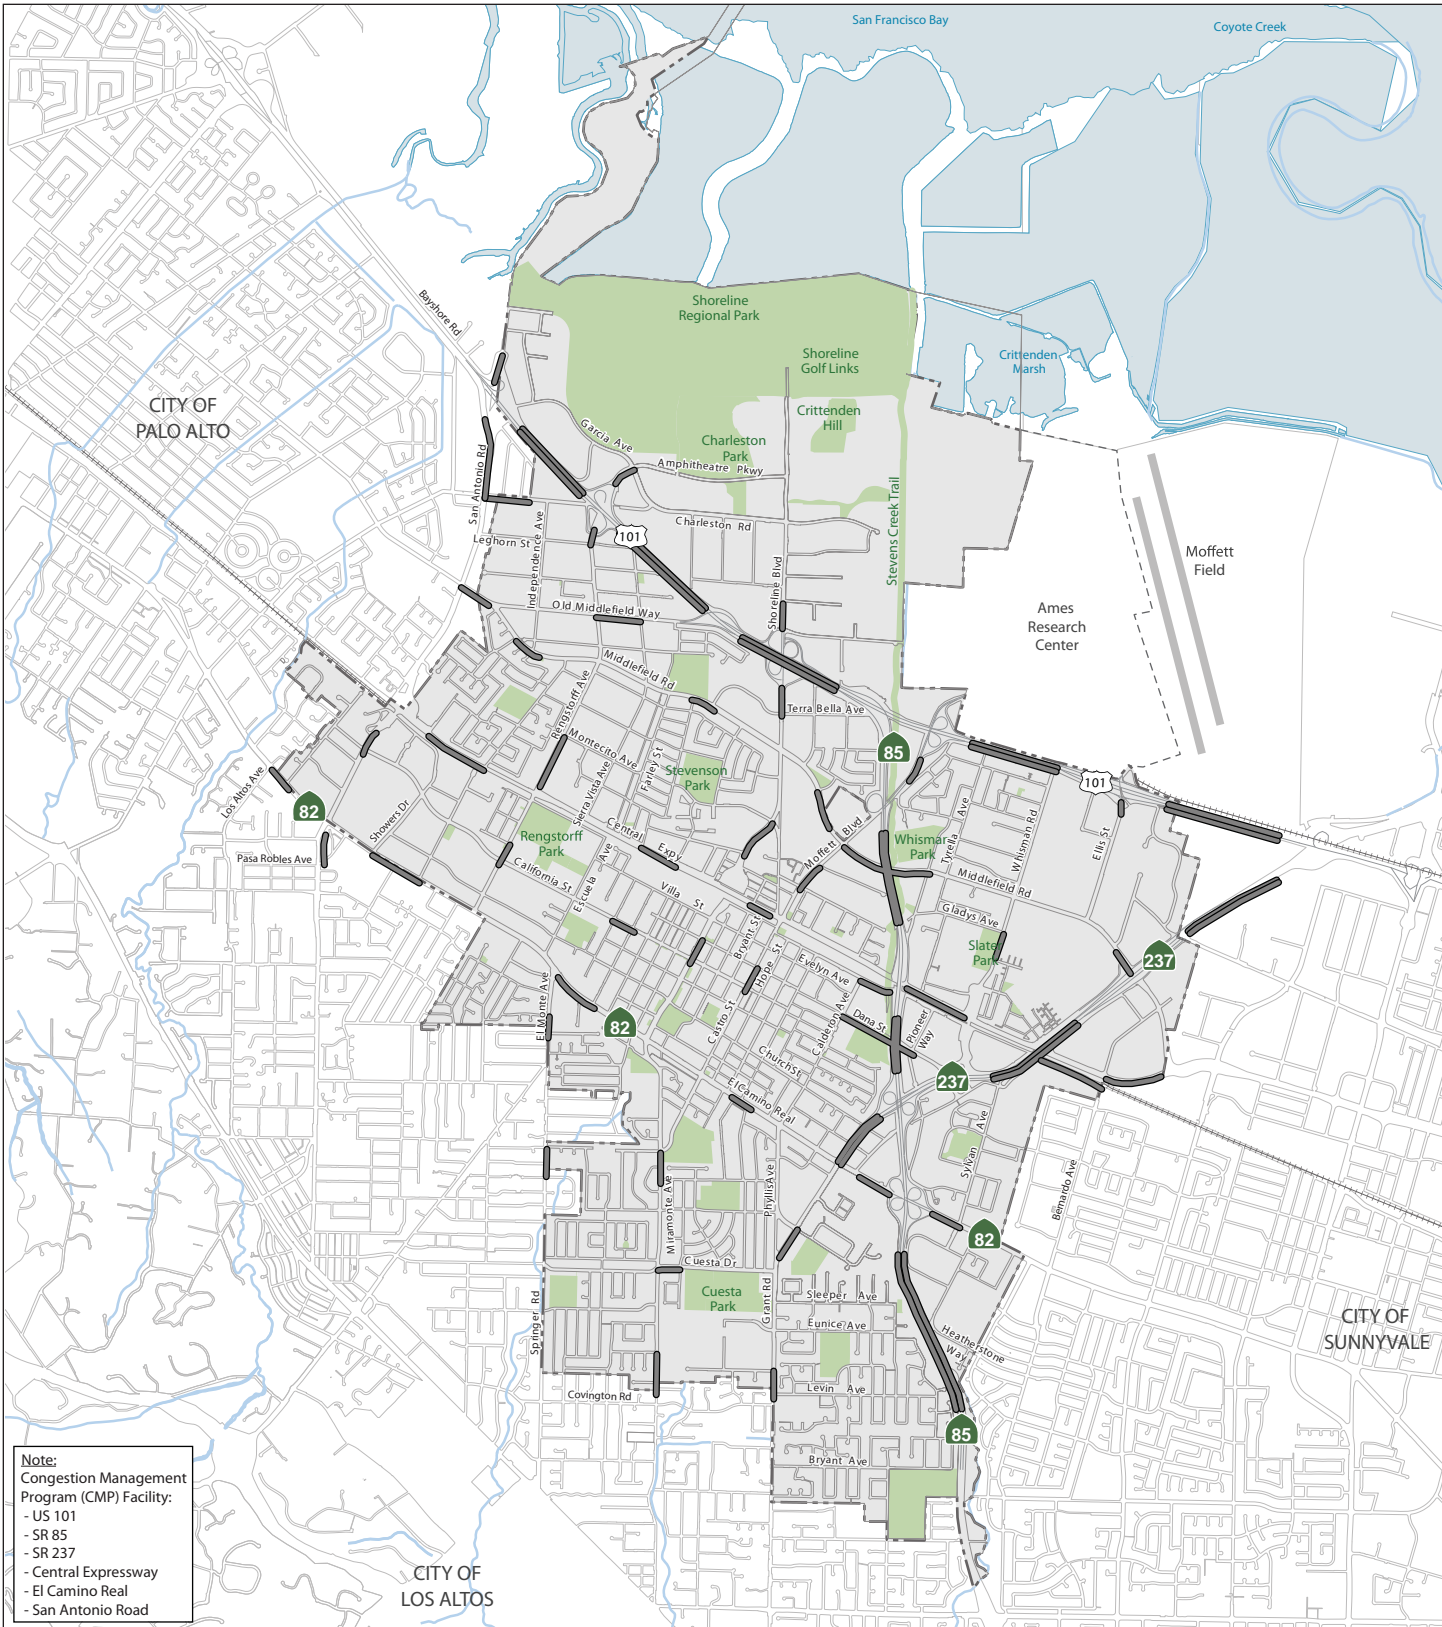 San Francisco Bay
Coyote Creek
Bayshore Rd
Shoreline
Regional Park
Shoreline
Golf Links
Crittenden
Marsh
CITY OF
PALO ALTO
Crittenden
Hill
Garcia Ave
Charleston
Park
Amphitheatre Pkwy
San Antonio Rd
Stevens Creek Trail
Independence Ave
Charleston Rd
Leghorn St
101
Moffett
Field
Shoreline Blvd
Old Middlefield Way
Ames
Research
Center
Middlefield Rd
Rengstorff Ave
Terra Bella Ave
Montecito Ave
Farley St
85
Stevenson
Park
Los Altos Ave
101
82
Showers Dr
Sierra Vista Ave
Central
Expy
Moffett
Blvd
Whisman
Park
Tyrella Ave
Whisman Rd
Ellis St
Rengstorff
Park
Pasa Robles Ave
California St
Escuela Ave
Villa St
Middlefield Rd
Gladys Ave
Bryant St
Hope St
Slater
Park
237
Evelyn Ave
El Monte Ave
82
Castro St
Calderon Ave
Dana St
Pioneer
Way
Church St
237
El Camino Real
Sylvan Ave
Bernardo Ave
Miramonte Ave
Phyllis Ave
82
Cuesta Dr
Cuesta
Park
Grant Rd
Sleeper Ave
Springer Rd
Eunice Ave
Heatherstone
Way
CITY OF
SUNNYVALE
Covington Rd
Levin Ave
85
Bryant Ave
Note:
Congestion Management
Program (CMP) Facility:
- US 101
- SR 85
- SR 237
- Central Expressway
- El Camino Real
- San Antonio Road
CITY OF
LOS ALTOS